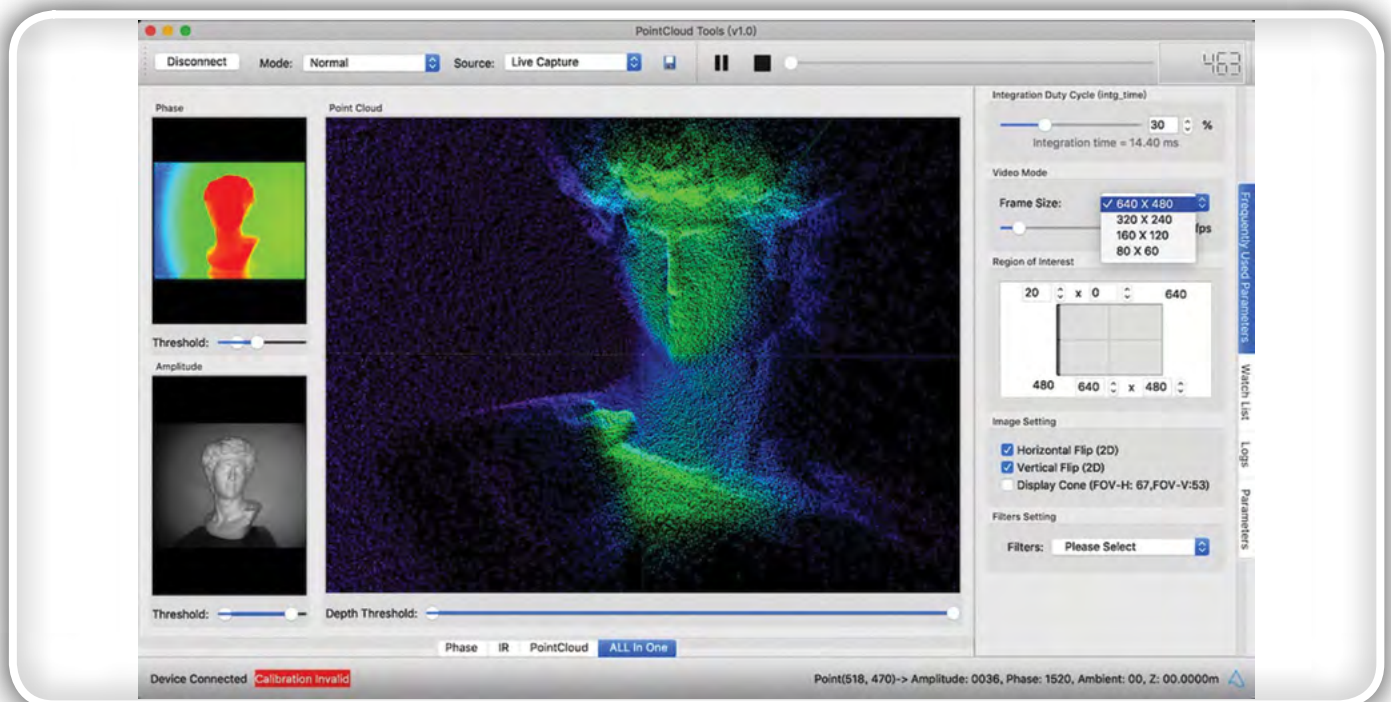 PointCloud Tools (v1.0)
Disconnect Mode: Normal Source: Live Capture 463
Phase
Point Cloud
Threshold:
Amplitude
Threshold:
Depth Threshold:
Integration Duty Cycle (intg_time)
30 %
Integration time = 14.40 ms
Video Mode
Frame Size: ✓ 640 X 480
320 X 240
fps
160 X 120
80 X 60
Region of Interest
20 x 0 640
480 640 x 480
Image Setting
Horizontal Flip (2D)
Vertical Flip (2D)
Display Cone (FOV-H: 67,FOV-V:53)
Filters Setting
Filters: Please Select
Frequently Used Parameters
Watch List
Logs
Parameters
Phase IR PointCloud ALL In One
Device Connected Calibration Invalid Point(518, 470)-> Amplitude: 0036, Phase: 1520, Ambient: 00, Z: 00.0000m